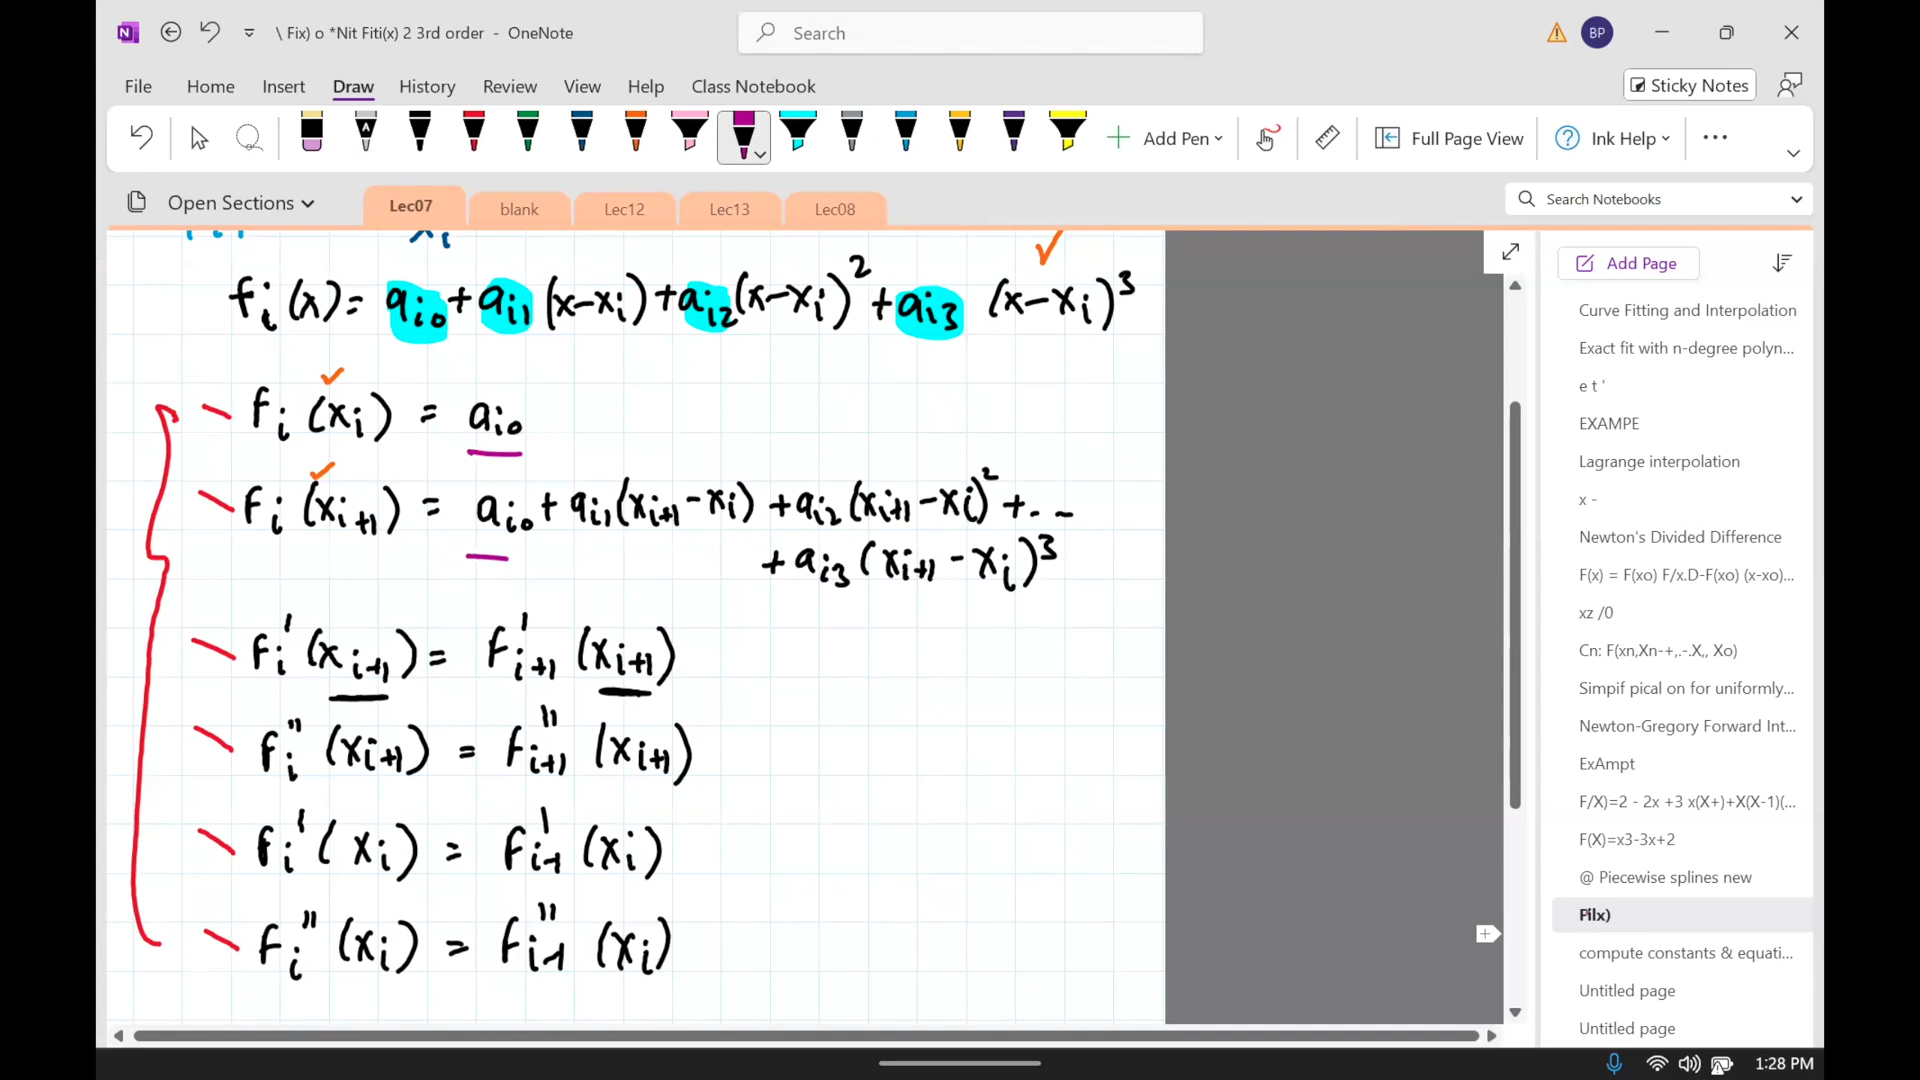 \ Fix) o *Nit Fiti(x) 2 3rd order - OneNote
Search
BP
File Home Insert Draw History Review View Help Class Notebook
Sticky Notes
A
Add Pen
Full Page View
Ink Help
Open Sections
Lec07
blank
Lec12
Lec13
Lec08
Search Notebooks
xi
fi(x) = ai0 + ai1 (x-xi) + ai2(x-xi)² + ai3 (x-xi)³
- fi(xi) = ai0
- fi(xi+1) = ai0 + ai1(xi+1-xi) + ai2(xi+1-xi)² + ...
+ ai3(xi+1-xi)³
- fi'(xi+1) = f'i+1(xi+1)
- fi''(xi+1) = f''i+1(xi+1)
- fi'(xi) = f'i-1(xi)
- fi''(xi) = f''i-1(xi)
Add Page
Curve Fitting and Interpolation
Exact fit with n-degree polyn...
e t '
EXAMPE
Lagrange interpolation
x -
Newton's Divided Difference
F(x) = F(xo) F/x.D-F(xo) (x-xo)...
xz /0
Cn: F(xn,Xn-+,.-.X,, Xo)
Simpif pical on for uniformly...
Newton-Gregory Forward Int...
ExAmpt
F/X)=2 - 2x +3 x(X+)+X(X-1)(...
F(X)=x3-3x+2
@ Piecewise splines new
Pilx)
compute constants & equati...
Untitled page
Untitled page
1:28 PM